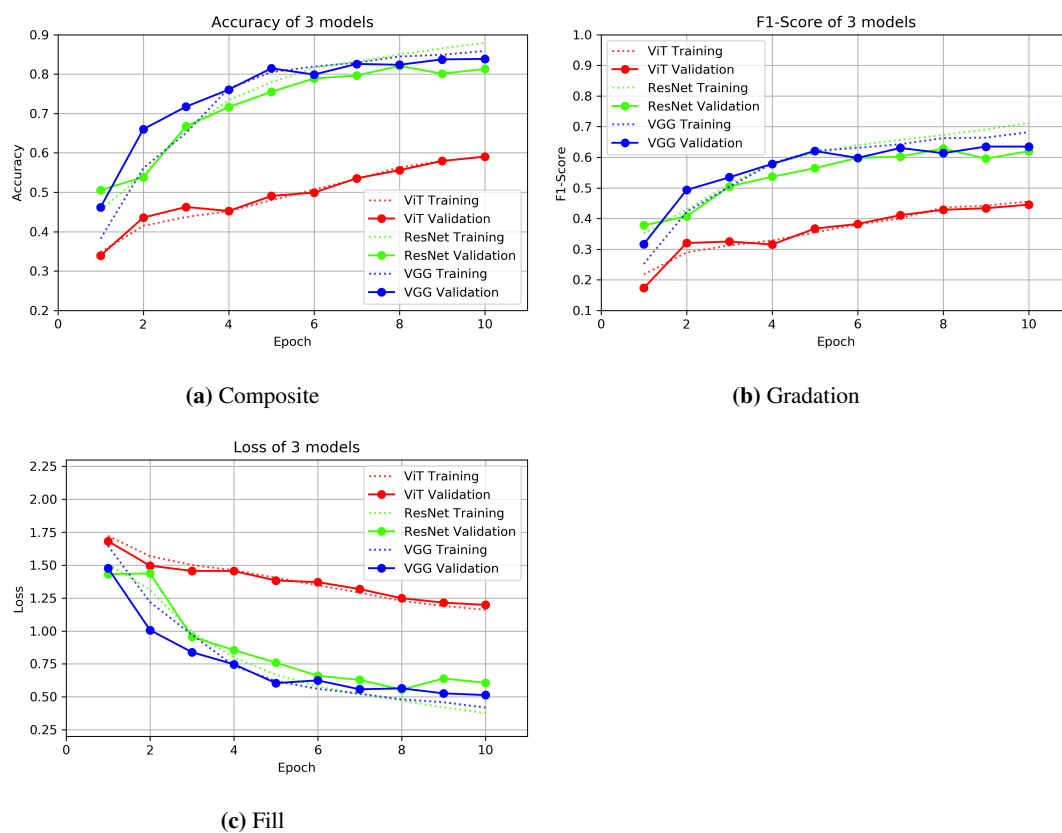 Accuracy of 3 models
0.9
0.8
0.7
0.6
0.5
0.4
0.3
0.2
Accuracy
ViT Training
ViT Validation
ResNet Training
ResNet Validation
VGG Training
VGG Validation
0 2 4 6 8 10
Epoch
(a) Composite
F1-Score of 3 models
1.0
0.9
0.8
0.7
0.6
0.5
0.4
0.3
0.2
0.1
F1-Score
ViT Training
ViT Validation
ResNet Training
ResNet Validation
VGG Training
VGG Validation
0 2 4 6 8 10
Epoch
(b) Gradation
Loss of 3 models
2.25
2.00
1.75
1.50
1.25
1.00
0.75
0.50
0.25
Loss
ViT Training
ViT Validation
ResNet Training
ResNet Validation
VGG Training
VGG Validation
0 2 4 6 8 10
Epoch
(c) Fill